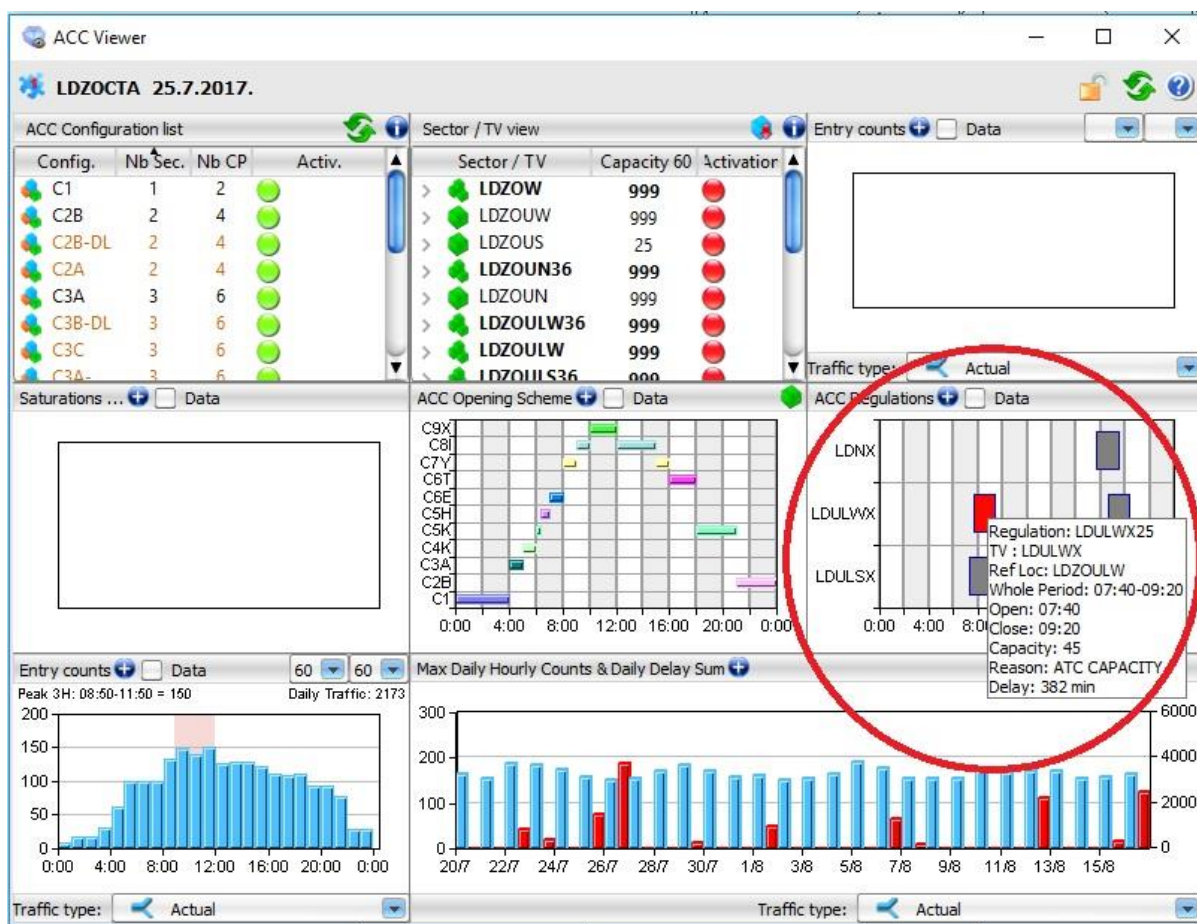 ACC Viewer
LDZOCTA 25.7.2017.
ACC Configuration list
Config. Nb Sec. Nb CP Activ.
C1 1 2
C2B 2 4
C2B-DL 2 4
C2A 2 4
C3A 3 6
C3B-DL 3 6
C3C 3 6
C3A- 3 6
Sector / TV view
Sector / TV Capacity 60 Activation
LDZOW 999
LDZOUW 999
LDZOUS 25
LDZOUN36 999
LDZOUN 999
LDZOULW36 999
LDZOULW 999
LDZOULS36 999
Entry counts Data
Traffic type: Actual
Saturations ... Data
ACC Opening Scheme Data
C9X
C8I
C7Y
C6T
C6E
C5H
C5K
C4K
C3A
C2B
C1
0:00 4:00 8:00 12:00 16:00 20:00 0:00
ACC Regulations Data
LDNX
LDULWX
LDULSX
0:00 4:00 8:0
Regulation: LDULWX25
TV : LDULWX
Ref Loc: LDZOULW
Whole Period: 07:40-09:20
Open: 07:40
Close: 09:20
Capacity: 45
Reason: ATC CAPACITY
Delay: 382 min
Entry counts Data 60 60
Peak 3H: 08:50-11:50 = 150 Daily Traffic: 2173
200
150
100
50
0
0:00 4:00 8:00 12:00 16:00 20:00 0:00
Traffic type: Actual
Max Daily Hourly Counts & Daily Delay Sum
300 6000
200 4000
100 2000
0 0
20/7 22/7 24/7 26/7 28/7 30/7 1/8 3/8 5/8 7/8 9/8 11/8 13/8 15/8
Traffic type: Actual